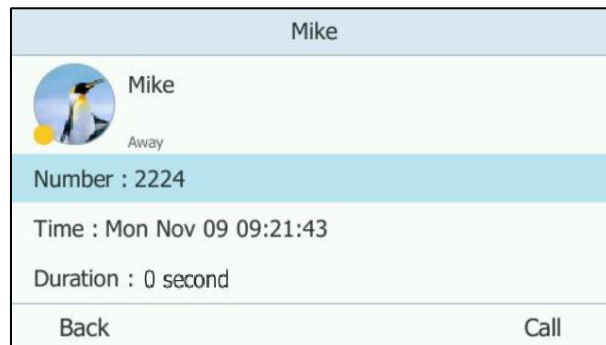 Mike
Mike
Away
Number : 2224
Time : Mon Nov 09 09:21:43
Duration : 0 second
Back Call